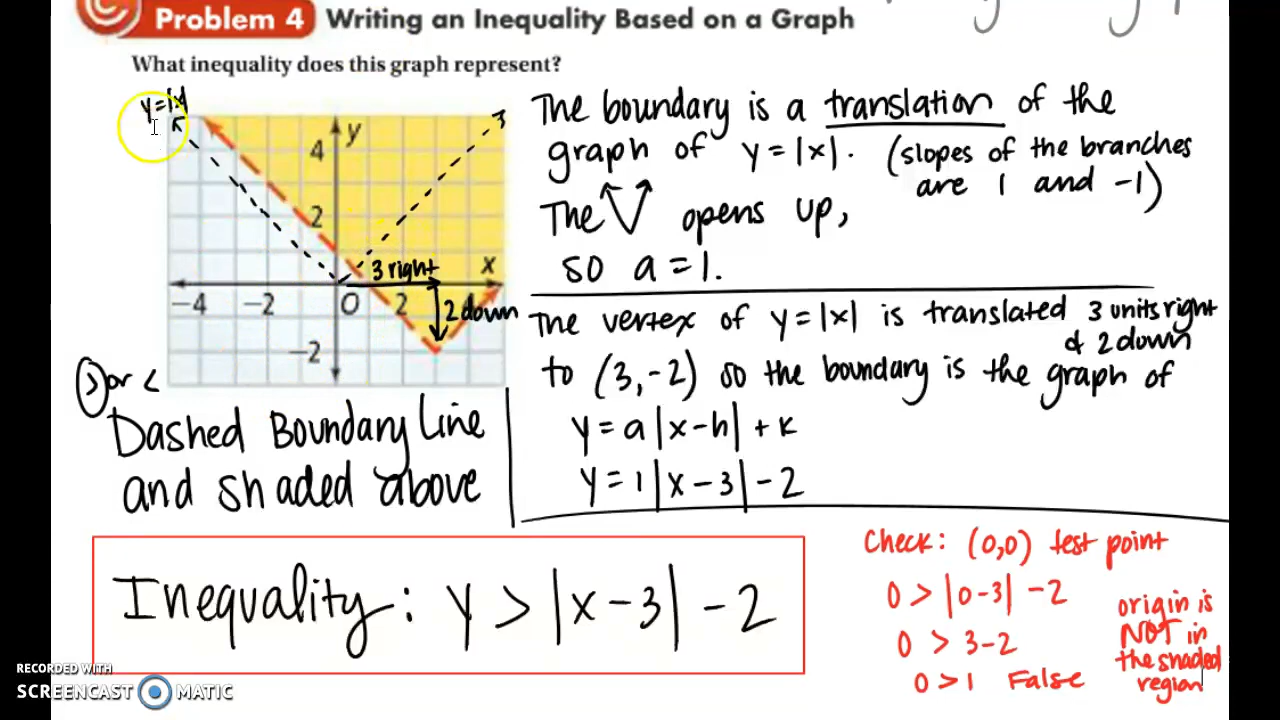 Problem 4 Writing an Inequality Based on a Graph
What inequality does this graph represent?
y=|x|
4
y
2
3 right
x
-4
-2
O
2
2 down
-2
> or <
Dashed Boundary Line
and shaded above
The boundary is a translation of the
graph of y=|x|. (slopes of the branches
are 1 and -1)
The V opens up,
so a=1.
The vertex of y=|x| is translated 3 units right
& 2 down
to (3,-2) so the boundary is the graph of
y=a|x-h|+k
y=1|x-3|-2
Inequality: y > |x-3| -2
Check: (0,0) test point
0 > |0-3| -2
0 > 3-2
0 > 1 False
origin is
NOT in
the shaded
region
RECORDED WITH
SCREENCAST MATIC